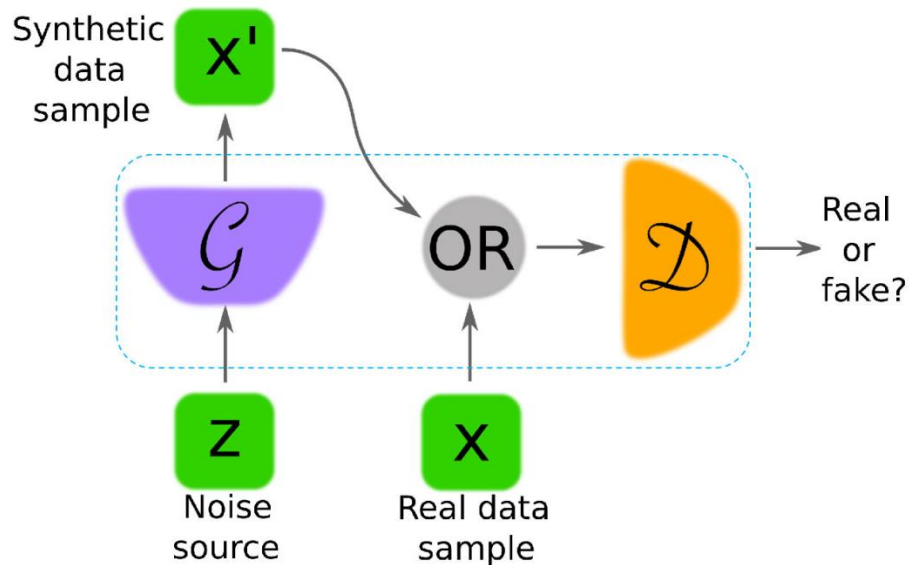 Synthetic
data
sample
x'
𝒢
OR
𝒟
Real
or
fake?
z
Noise
source
x
Real data
sample